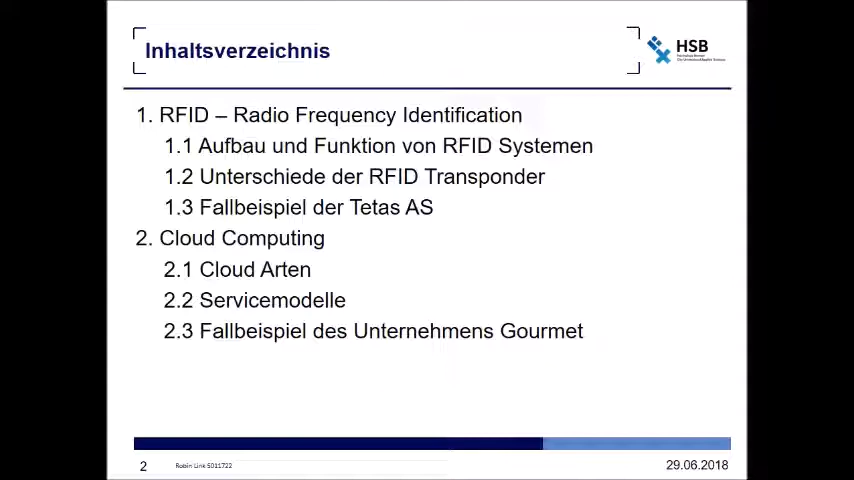 Inhaltsverzeichnis
HSB
1. RFID – Radio Frequency Identification
1.1 Aufbau und Funktion von RFID Systemen
1.2 Unterschiede der RFID Transponder
1.3 Fallbeispiel der Tetas AS
2. Cloud Computing
2.1 Cloud Arten
2.2 Servicemodelle
2.3 Fallbeispiel des Unternehmens Gourmet
2
Robin Link 5011722
29.06.2018